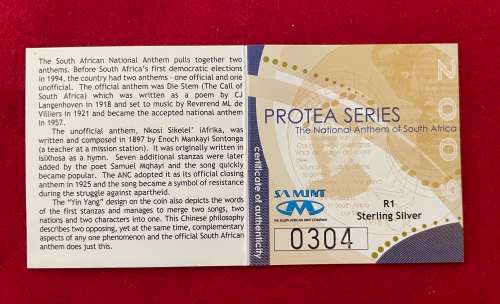 The South African National Anthem pulls together two
anthems. Before South Africa's first democratic elections
in 1994, the country had two anthems - one official and one
unofficial. The official anthem was Die Stem (The Call of
South Africa) which was written as a poem by CJ
Langenhoven in 1918 and set to music by Reverend ML de
Villiers in 1921 and became the accepted national anthem
in 1957.
The unofficial anthem, Nkosi Sikelel' iAfrika, was
written and composed in 1897 by Enoch Mankayi Sontonga
(a teacher at a mission station). It was originally written in
isiXhosa as a hymn. Seven additional stanzas were later
added by the poet Samuel Mqhayi and the song quickly
became popular. The ANC adopted it as its official closing
anthem in 1925 and the song became a symbol of resistance
during the struggle against apartheid.
The "Yin Yang" design on the coin also depicts the words
of the first stanzas and manages to merge two songs, two
nations and two characters into one. This Chinese philosophy
describes two opposing, yet at the same time, complementary
aspects of any phenomenon and the official South African
anthem does just this.
certificate of authenticity
PROTEA SERIES
The National Anthem of South Africa
2009
SA MINT
THE SOUTH AFRICAN MINT COMPANY
0304
R1
Sterling Silver